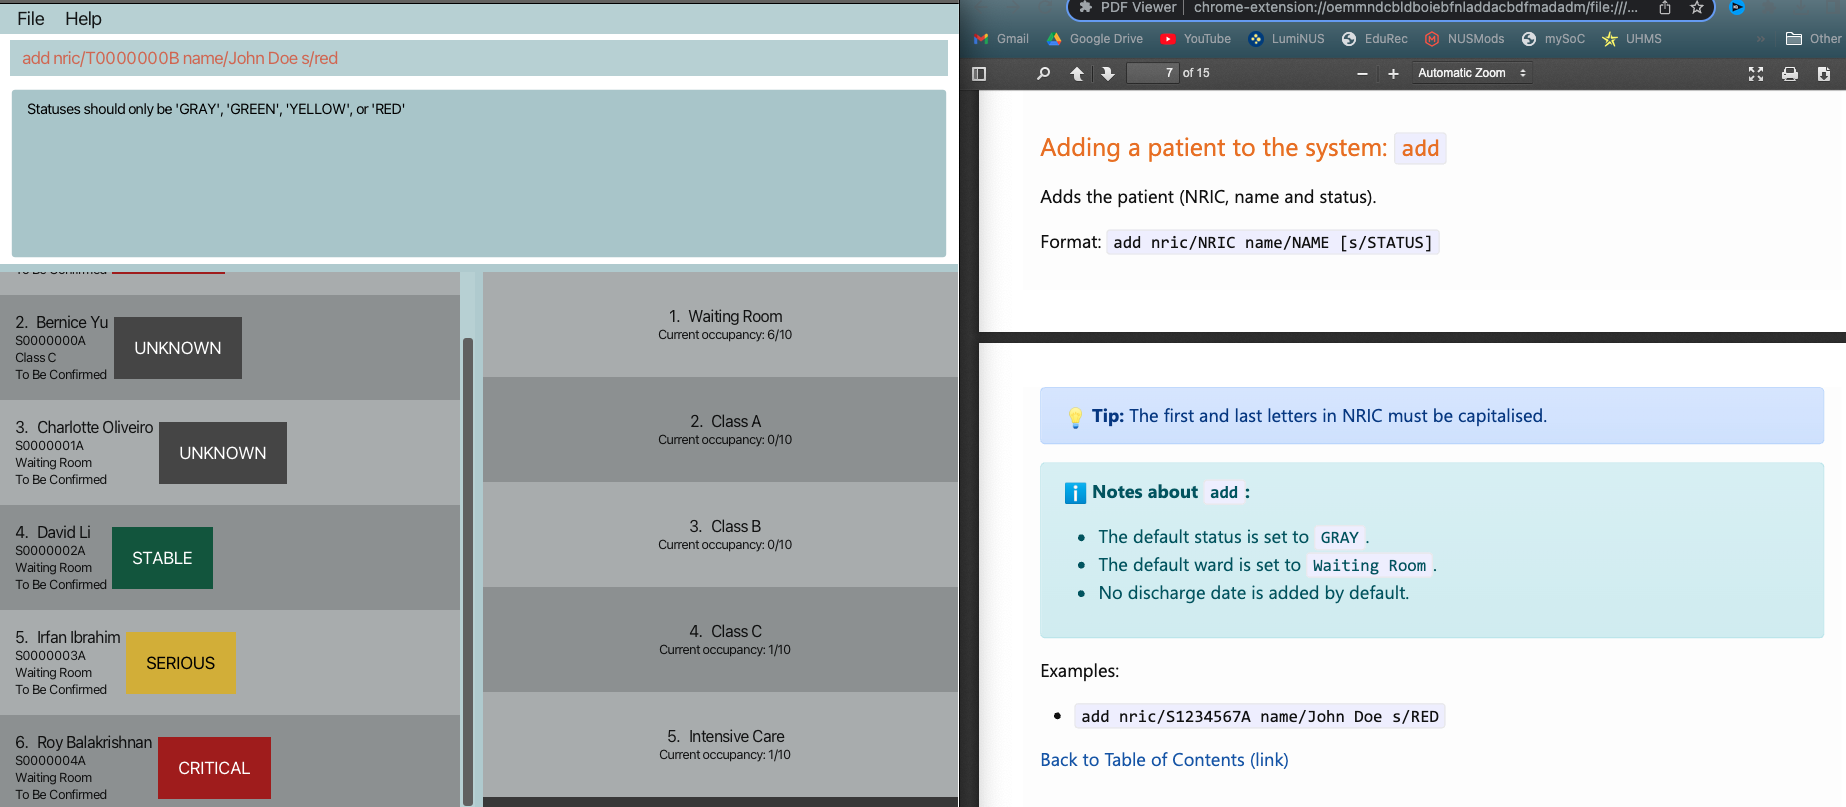 File Help
add nric/T0000000B name/John Doe s/red
Statuses should only be 'GRAY', 'GREEN', 'YELLOW', or 'RED'
To Be Confirmed
2. Bernice Yu
S0000000A
Class C
To Be Confirmed
UNKNOWN
3. Charlotte Oliveiro
S0000001A
Waiting Room
To Be Confirmed
UNKNOWN
4. David Li
S0000002A
Waiting Room
To Be Confirmed
STABLE
5. Irfan Ibrahim
S0000003A
Waiting Room
To Be Confirmed
SERIOUS
6. Roy Balakrishnan
S0000004A
Waiting Room
To Be Confirmed
CRITICAL
1. Waiting Room
Current occupancy: 6/10
2. Class A
Current occupancy: 0/10
3. Class B
Current occupancy: 0/10
4. Class C
Current occupancy: 1/10
5. Intensive Care
Current occupancy: 1/10
PDF Viewer chrome-extension://oemmndcbldboiebfnladdacbdfmadadm/file:///...
Gmail Google Drive YouTube LumiNUS EduRec NUSMods mySoC UHMS Other
7 of 15 Automatic Zoom
Adding a patient to the system: add
Adds the patient (NRIC, name and status).
Format: add nric/NRIC name/NAME [s/STATUS]
Tip: The first and last letters in NRIC must be capitalised.
Notes about add :
The default status is set to GRAY .
The default ward is set to Waiting Room .
No discharge date is added by default.
Examples:
add nric/S1234567A name/John Doe s/RED
Back to Table of Contents (link)